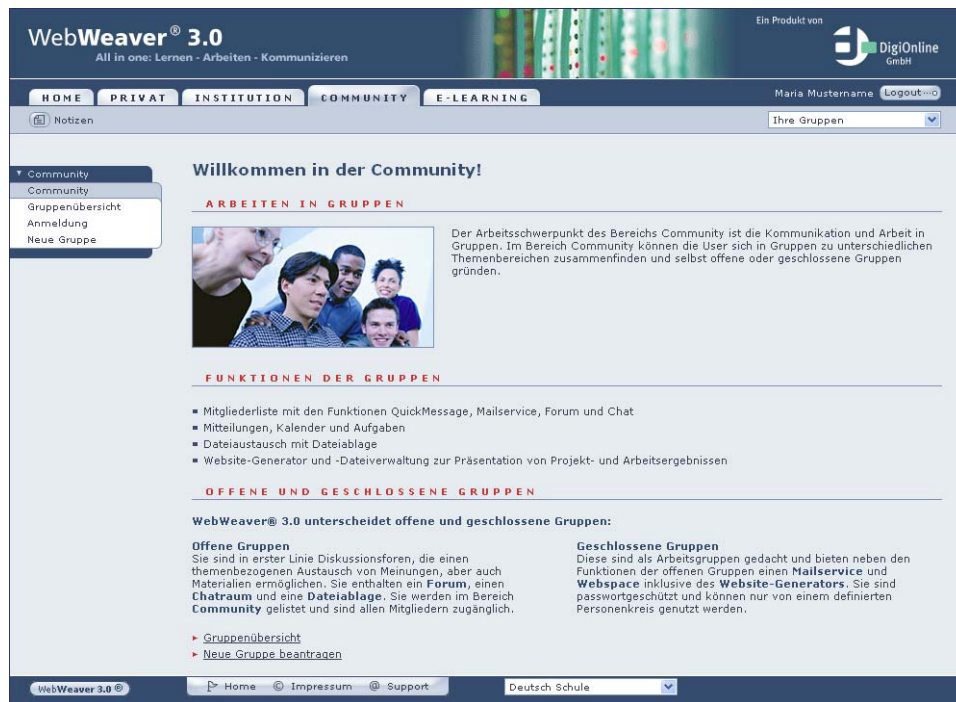 WebWeaver® 3.0
All in one: Lernen - Arbeiten - Kommunizieren
Ein Produkt von
DigiOnline
GmbH
HOME PRIVAT INSTITUTION COMMUNITY E-LEARNING
Maria Mustername Logout
Notizen
Ihre Gruppen
Community
Community
Gruppenübersicht
Anmeldung
Neue Gruppe
Willkommen in der Community!
ARBEITEN IN GRUPPEN
Der Arbeitsschwerpunkt des Bereichs Community ist die Kommunikation und Arbeit in
Gruppen. Im Bereich Community können die User sich in Gruppen zu unterschiedlichen
Themenbereichen zusammenfinden und selbst offene oder geschlossene Gruppen
gründen.
FUNKTIONEN DER GRUPPEN
Mitgliederliste mit den Funktionen QuickMessage, Mailservice, Forum und Chat
Mitteilungen, Kalender und Aufgaben
Dateiaustausch mit Dateiablage
Website-Generator und -Dateiverwaltung zur Präsentation von Projekt- und Arbeitsergebnissen
OFFENE UND GESCHLOSSENE GRUPPEN
WebWeaver® 3.0 unterscheidet offene und geschlossene Gruppen:
Offene Gruppen
Sie sind in erster Linie Diskussionsforen, die einen
themenbezogenen Austausch von Meinungen, aber auch
Materialien ermöglichen. Sie enthalten ein Forum, einen
Chatraum und eine Dateiablage. Sie werden im Bereich
Community gelistet und sind allen Mitgliedern zugänglich.
Geschlossene Gruppen
Diese sind als Arbeitsgruppen gedacht und bieten neben den
Funktionen der offenen Gruppen einen Mailservice und
Webspace inklusive des Website-Generators. Sie sind
passwortgeschützt und können nur von einem definierten
Personenkreis genutzt werden.
Gruppenübersicht
Neue Gruppe beantragen
WebWeaver 3.0 ®
Home © Impressum @ Support
Deutsch Schule